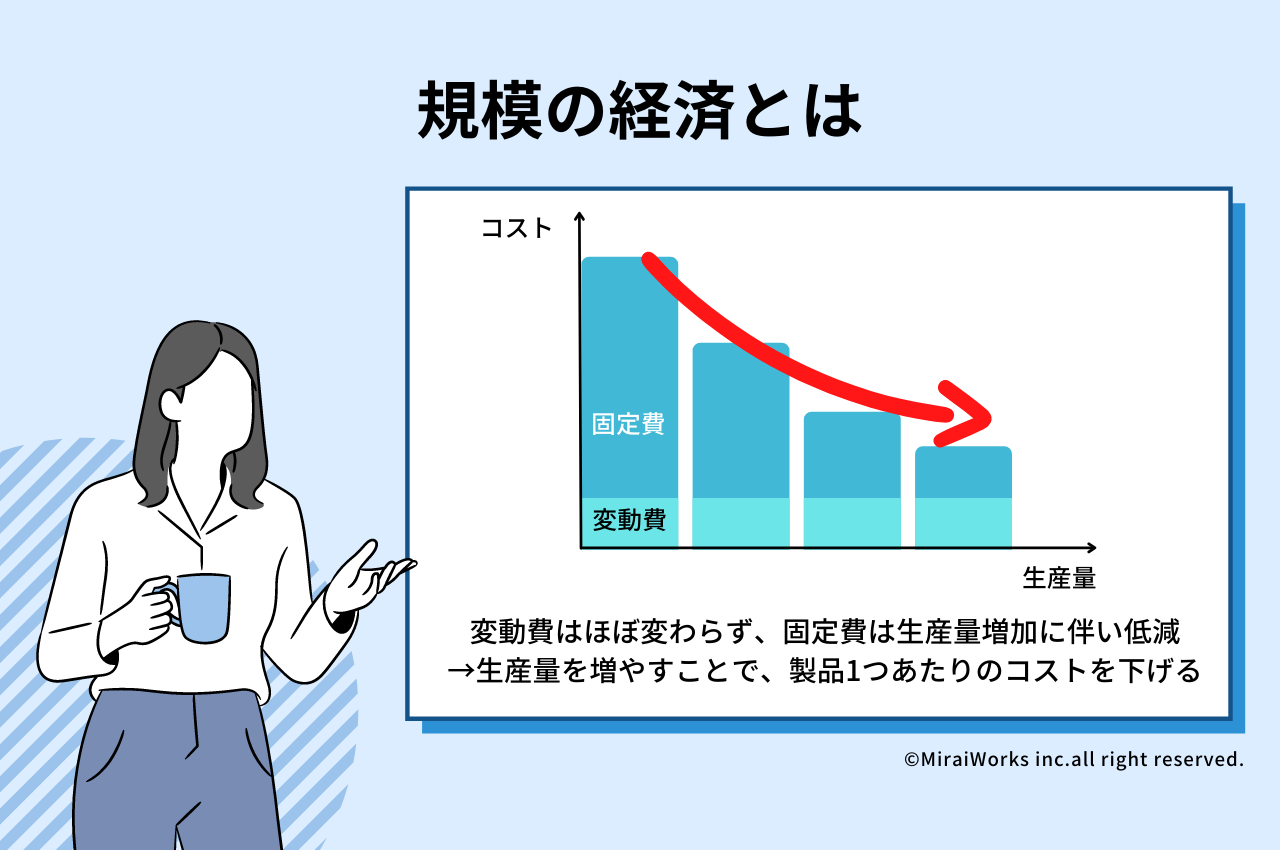 規模の経済とは
コスト
固定費
変動費
生産量
変動費はほぼ変わらず、固定費は生産量増加に伴い低減
→生産量を増やすことで、製品1つあたりのコストを下げる
©MiraiWorks inc.all right reserved.